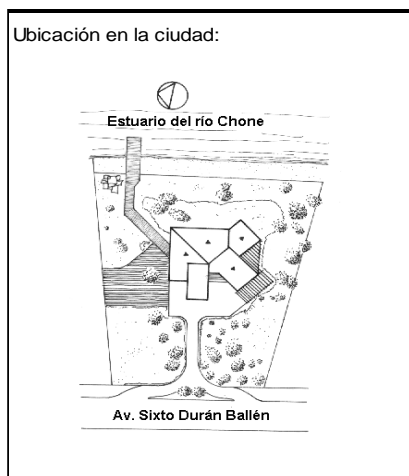 Ubicación en la ciudad:
Estuario del río Chone
Av. Sixto Durán Ballén